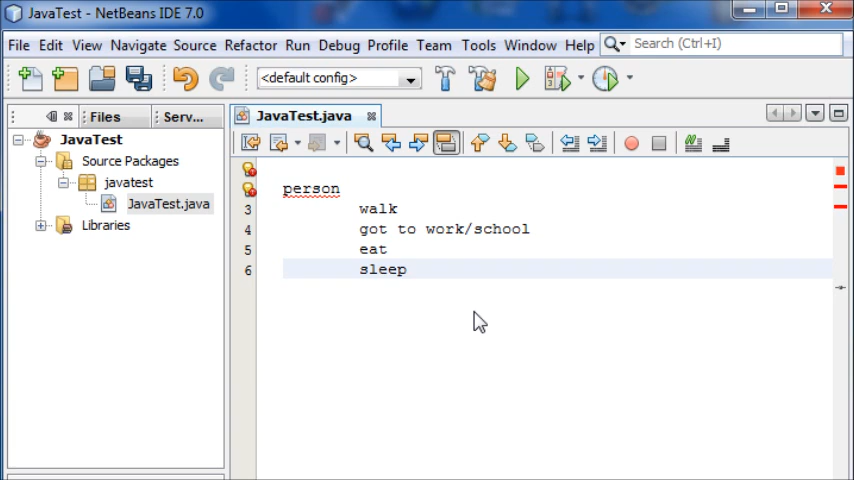 JavaTest - NetBeans IDE 7.0
File Edit View Navigate Source Refactor Run Debug Profile Team Tools Window Help Search (Ctrl+I)
<default config>
Files Serv... JavaTest.java
JavaTest
Source Packages
javatest
JavaTest.java
Libraries
person
3 walk
4 got to work/school
5 eat
6 sleep